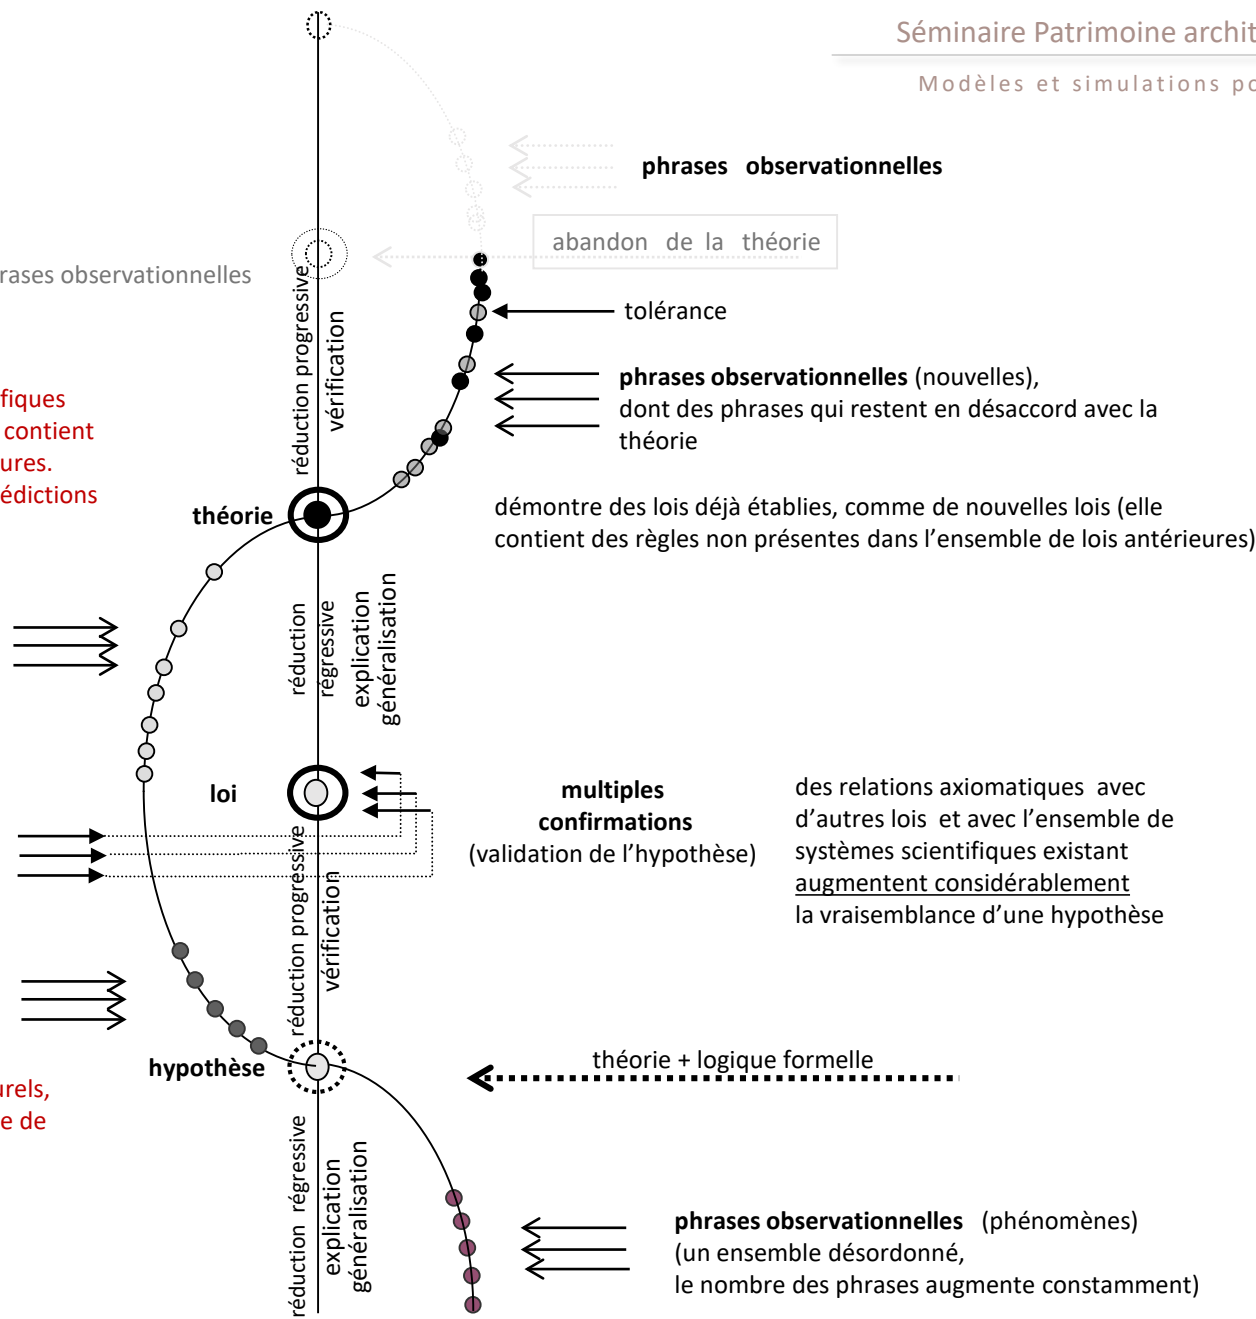 Séminaire Patrimoine archit
Modèles et simulations po
phrases observationnelles
abandon de la théorie
rases observationnelles
réduction progressive
vérification
tolérance
phrases observationnelles (nouvelles),
dont des phrases qui restent en désaccord avec la
théorie
fiques
contient
ures.
édictions
théorie
démontre des lois déjà établies, comme de nouvelles lois (elle
contient des règles non présentes dans l’ensemble de lois antérieures)
réduction
régressive
explication
généralisation
loi
multiples
confirmations
(validation de l’hypothèse)
des relations axiomatiques avec
d’autres lois et avec l’ensemble de
systèmes scientifiques existant
augmentent considérablement
la vraisemblance d’une hypothèse
réduction progressive
vérification
hypothèse
théorie + logique formelle
urels,
e de
réduction régressive
explication
généralisation
phrases observationnelles (phénomènes)
(un ensemble désordonné,
le nombre des phrases augmente constamment)